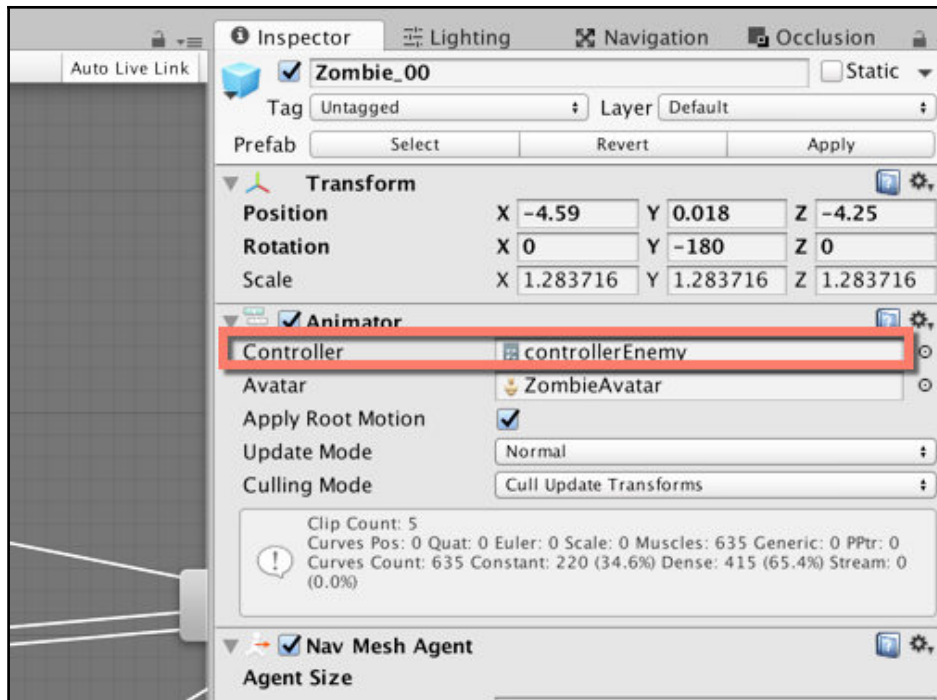 Inspector Lighting Navigation Occlusion
Auto Live Link
Zombie_00 Static
Tag Untagged Layer Default
Prefab Select Revert Apply
Transform
Position X -4.59 Y 0.018 Z -4.25
Rotation X 0 Y -180 Z 0
Scale X 1.283716 Y 1.283716 Z 1.283716
Animator
Controller controllerEnemy
Avatar ZombieAvatar
Apply Root Motion
Update Mode Normal
Culling Mode Cull Update Transforms
Clip Count: 5
Curves Pos: 0 Quat: 0 Euler: 0 Scale: 0 Muscles: 635 Generic: 0 PPtr: 0
Curves Count: 635 Constant: 220 (34.6%) Dense: 415 (65.4%) Stream: 0
(0.0%)
Nav Mesh Agent
Agent Size